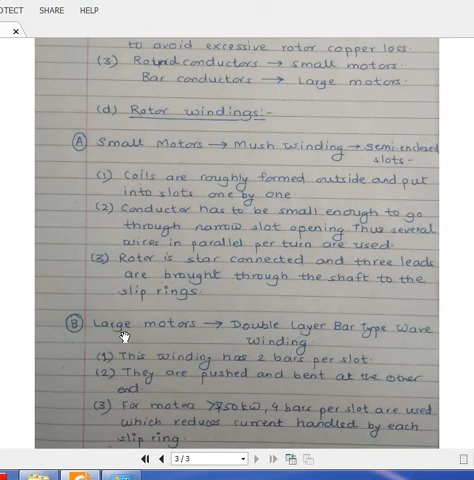 OTECT SHARE HELP
×
to avoid excessive rotor copper loss.
(3) Round conductors → small motors
Bar conductors → Large motors.
(d) Rotor windings:-
(A) Small Motors → Mush Winding → semi-enclosed
slots-
(1) Coils are roughly formed outside and put
into slots one by one.
(2) Conductor has to be small enough to go
through narrow slot opening. Thus several
wires in parallel per turn are used.
(3) Rotor is star connected and three leads
are brought through the shaft to the
slip rings.
(B) Large motors → Double Layer Bar Type Wave
Winding
(1) This winding has 2 bars per slot.
(2) They are pushed and bent at the other
end.
(3) For motors >750kW, 4 bars per slot are used
which reduces current handled by each
slip ring.
3 / 3